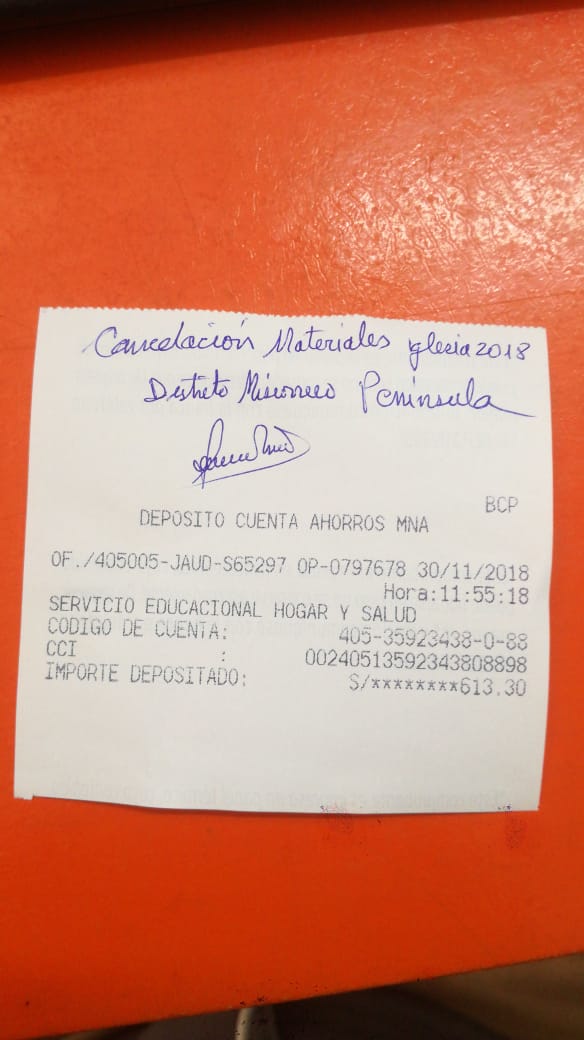 Cancelación Materiales iglesia 2018
Distrito Misionero Península
BCP
DEPOSITO CUENTA AHORROS MNA
OF./405005-JAUD-S65297 OP-0797678 30/11/2018
Hora:11:55:18
SERVICIO EDUCACIONAL HOGAR Y SALUD
CODIGO DE CUENTA: 405-35923438-0-88
CCI : 00240513592343808898
IMPORTE DEPOSITADO: S/********613.30